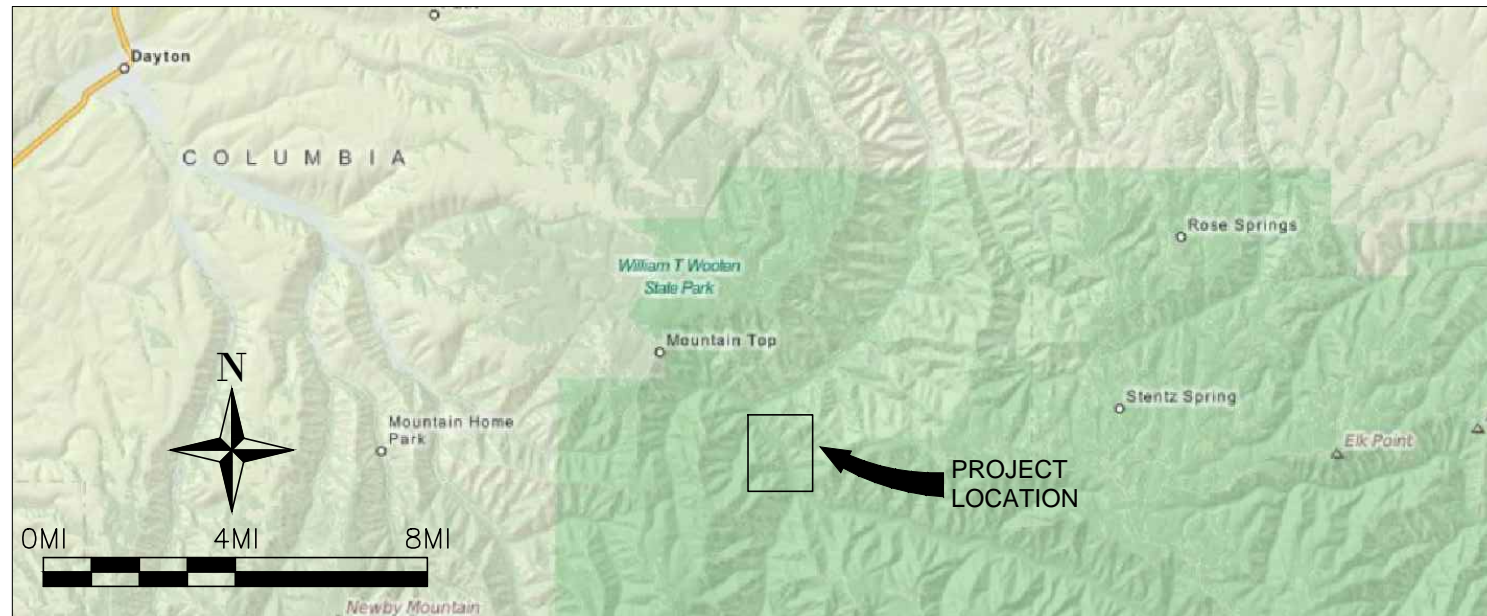 Dayton
COLUMBIA
Rose Springs
William T Wooten
State Park
Mountain Top
N
Stentz Spring
Mountain Home
Park
Elk Point
PROJECT
LOCATION
0MI 4MI 8MI
Newby Mountain